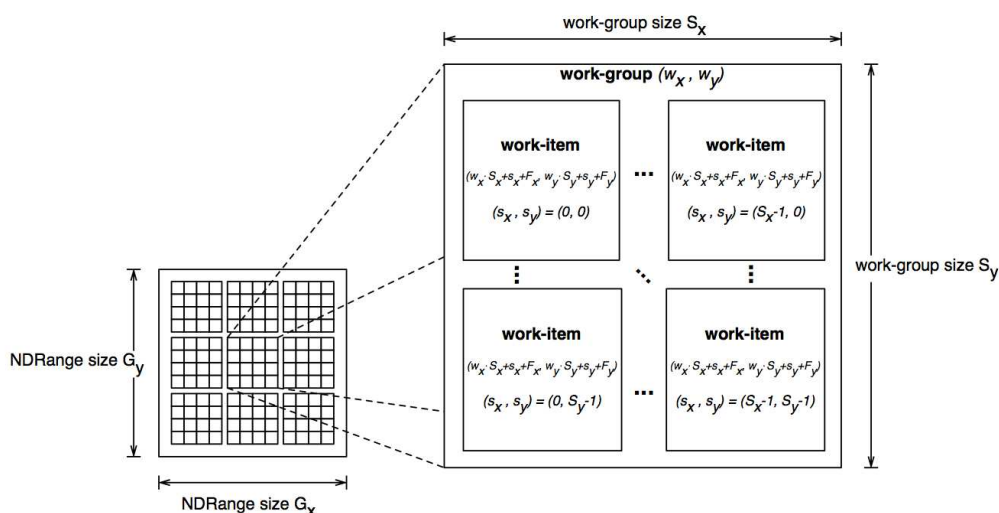 work-group size Sx
work-group (wx , wy)
work-item work-item
(wx· Sx+sx+Fx, wy· Sy+sy+Fy) ... (wx· Sx+sx+Fx, wy· Sy+sy+Fy)
(sx , sy) = (0, 0) (sx , sy) = (Sx-1, 0)
work-group size Sy
work-item work-item
NDRange size Gy
(wx· Sx+sx+Fx, wy· Sy+sy+Fy) (wx· Sx+sx+Fx, wy· Sy+sy+Fy)
(sx , sy) = (0, Sy-1) ... (sx , sy) = (Sx-1, Sy-1)
NDRange size Gx